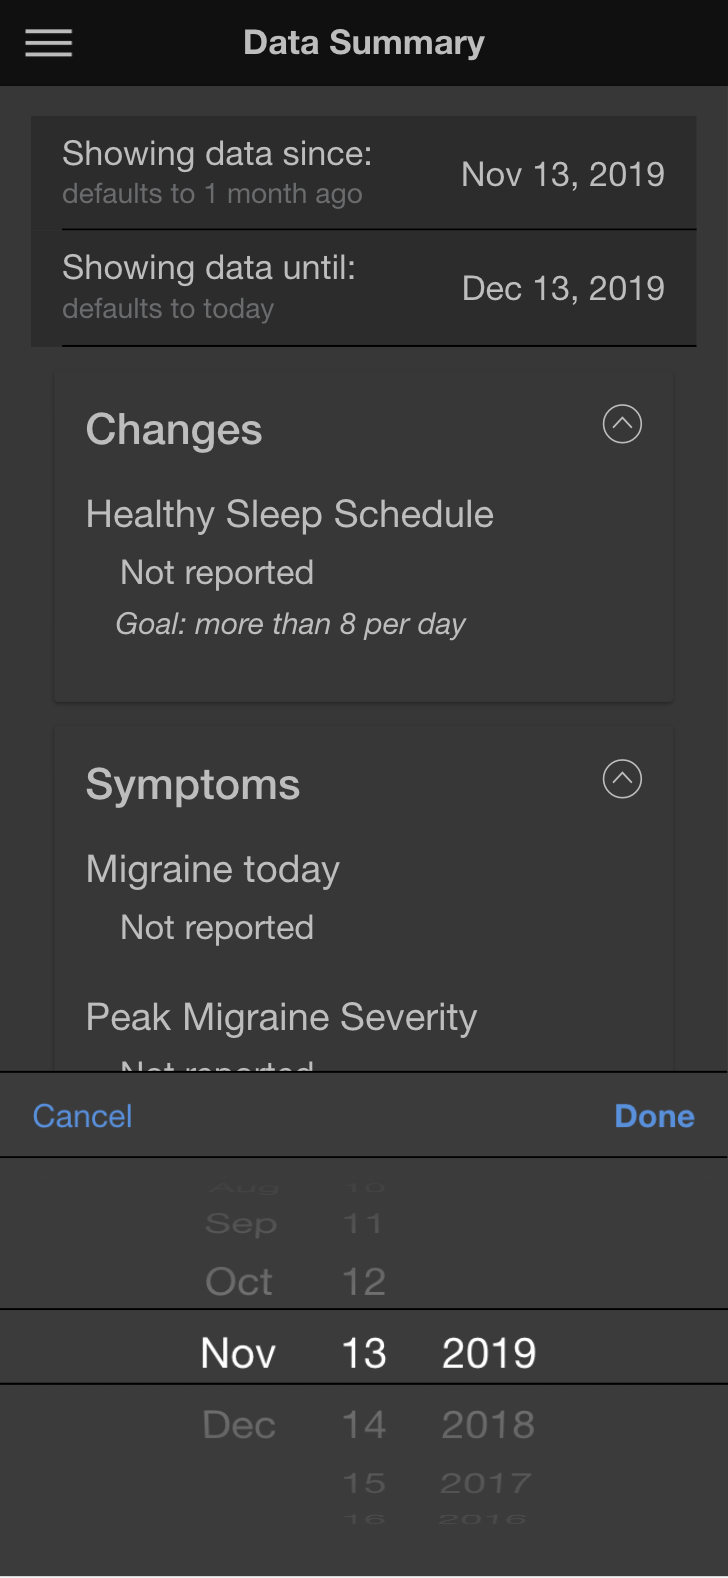 Data Summary
Showing data since:
defaults to 1 month ago
Nov 13, 2019
Showing data until:
defaults to today
Dec 13, 2019
Changes
Healthy Sleep Schedule
Not reported
Goal: more than 8 per day
Symptoms
Migraine today
Not reported
Peak Migraine Severity
Not reported
Cancel
Done
Aug 10
Sep 11
Oct 12
Nov 13 2019
Dec 14 2018
15 2017
16 2016